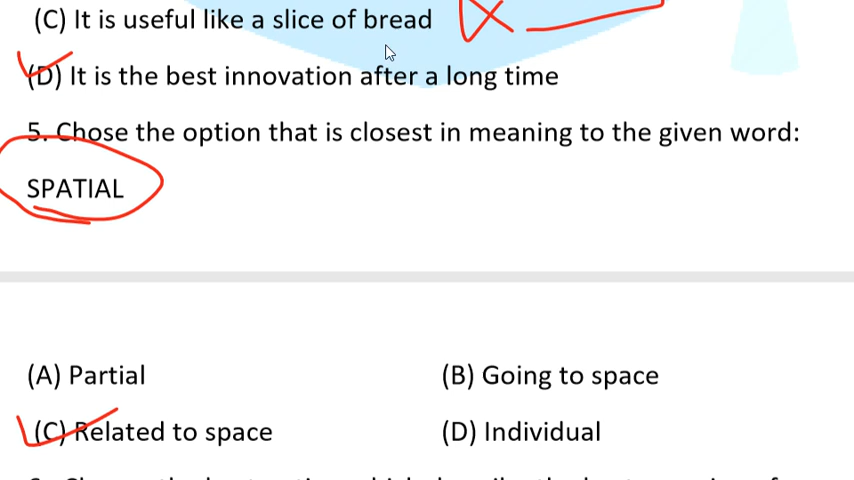 (C) It is useful like a slice of bread
(D) It is the best innovation after a long time
5. Chose the option that is closest in meaning to the given word:
SPATIAL
(A) Partial (B) Going to space
(C) Related to space (D) Individual